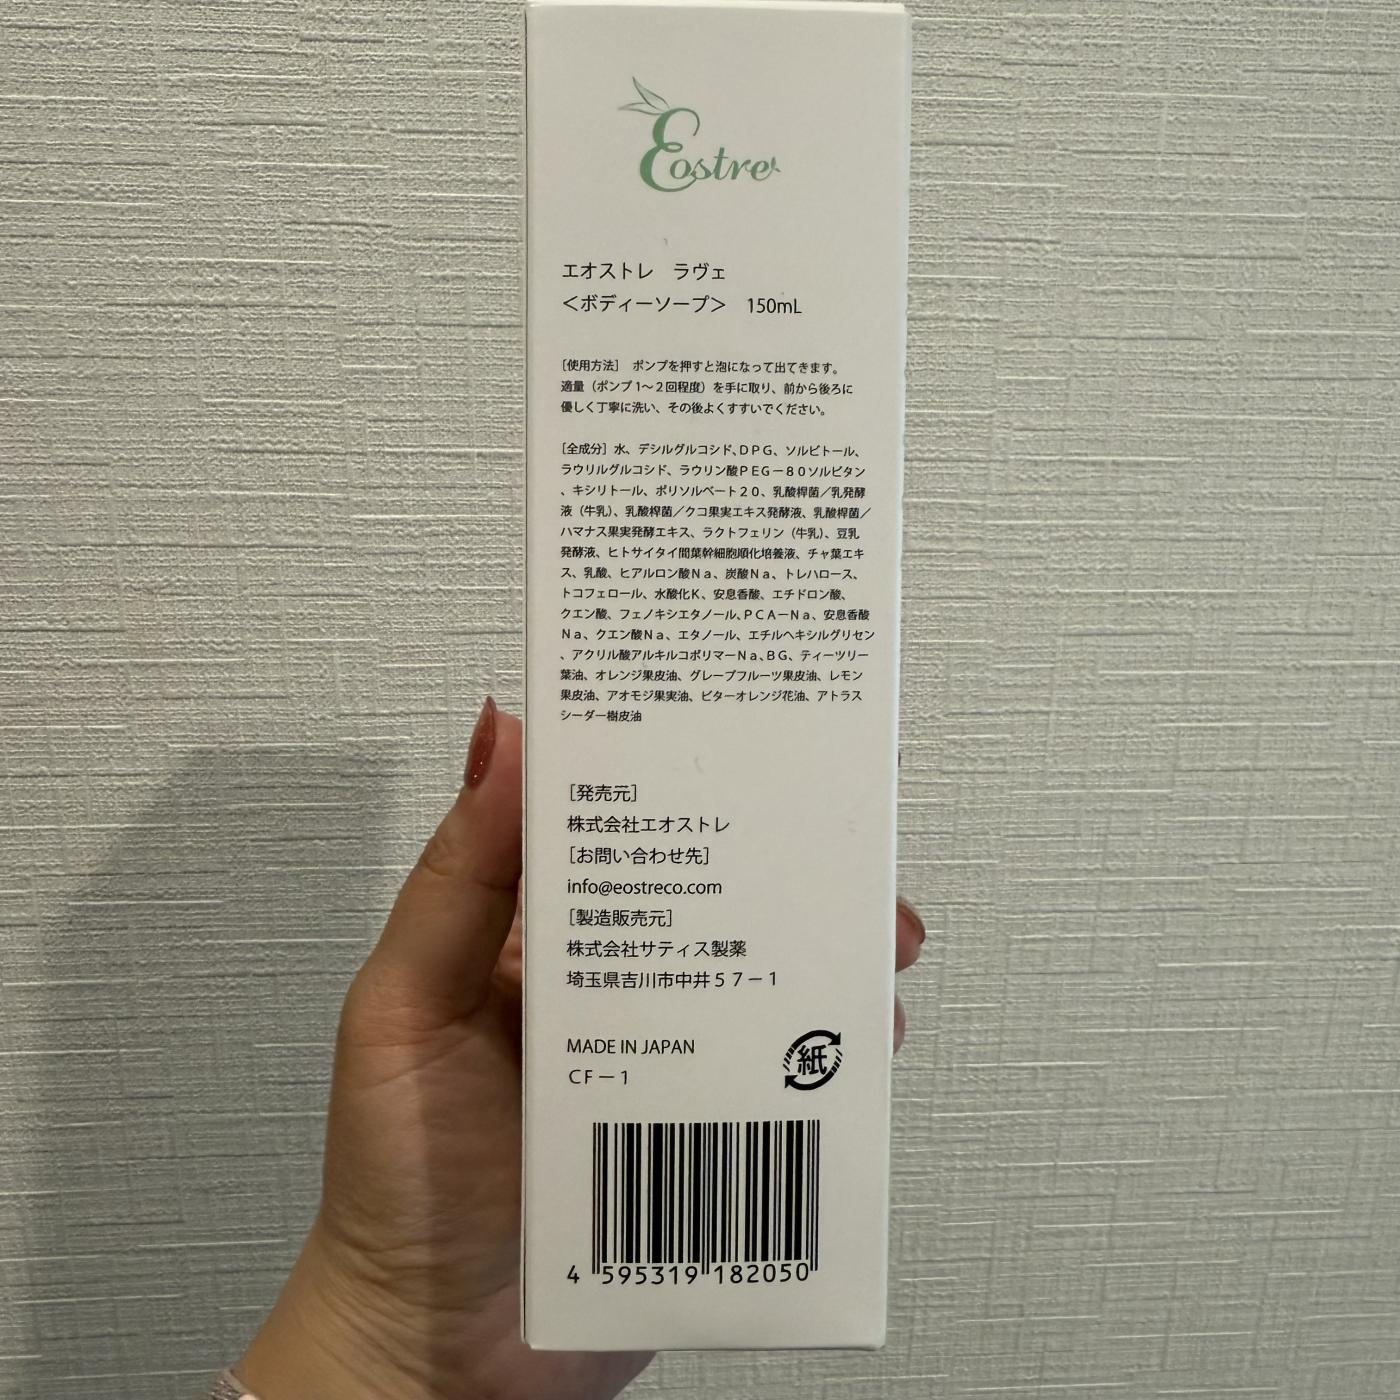 Eostre
エオストレ　ラヴェ
＜ボディーソープ＞　150mL
［使用方法］　ポンプを押すと泡になって出てきます。
適量（ポンプ1～2回程度）を手に取り、前から後ろに
優しく丁寧に洗い、その後よくすすいでください。
［全成分］水、デシルグルコシド、DPG、ソルビトール、
ラウリルグルコシド、ラウリン酸PEG－80ソルビタン
、キシリトール、ポリソルベート20、乳酸桿菌／乳発酵
液（牛乳）、乳酸桿菌／クコ果実エキス発酵液、乳酸桿菌／
ハマナス果実発酵エキス、ラクトフェリン（牛乳）、豆乳
発酵液、ヒトサイタイ間葉幹細胞順化培養液、チャ葉エキ
ス、乳酸、ヒアルロン酸Na、炭酸Na、トレハロース、
トコフェロール、水酸化K、安息香酸、エチドロン酸、
クエン酸、フェノキシエタノール、PCA－Na、安息香酸
Na、クエン酸Na、エタノール、エチルヘキシルグリセン
、アクリル酸アルキルコポリマーNa、BG、ティーツリー
葉油、オレンジ果皮油、グレープフルーツ果皮油、レモン
果皮油、アオモジ果実油、ビターオレンジ花油、アトラス
シーダー樹皮油
［発売元］
株式会社エオストレ
［お問い合わせ先］
info@eostreco.com
［製造販売元］
株式会社サティス製薬
埼玉県吉川市中井57－1
MADE IN JAPAN
CF－1
紙
4 595319 182050